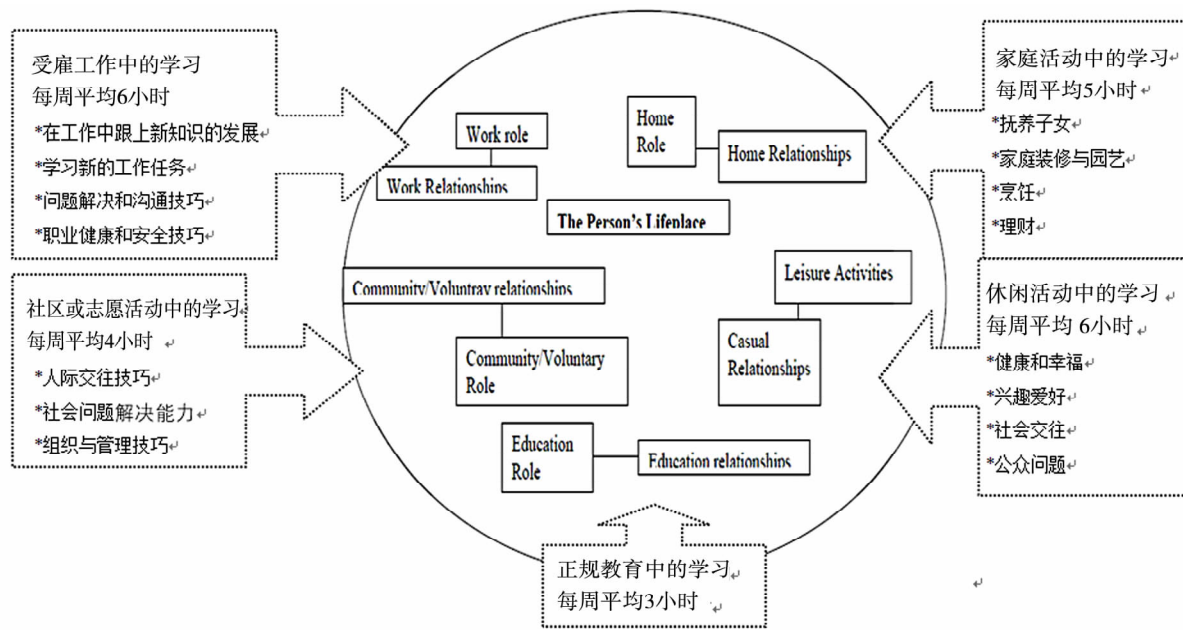 受雇工作中的学习
每周平均6小时
*在工作中跟上新知识的发展
*学习新的工作任务
*问题解决和沟通技巧
*职业健康和安全技巧
社区或志愿活动中的学习
每周平均4小时
*人际交往技巧
*社会问题解决能力
*组织与管理技巧
Work role
Work Relationships
Home
Role
Home Relationships
The Person's Lifeplace
Community/Voluntray relationships
Community/Voluntary
Role
Leisure Activities
Casual
Relationships
Education
Role
Education relationships
家庭活动中的学习
每周平均5小时
*抚养子女
*家庭装修与园艺
*烹饪
*理财
休闲活动中的学习
每周平均 6小时
*健康和幸福
*兴趣爱好
*社会交往
*公众问题
正规教育中的学习
每周平均3小时